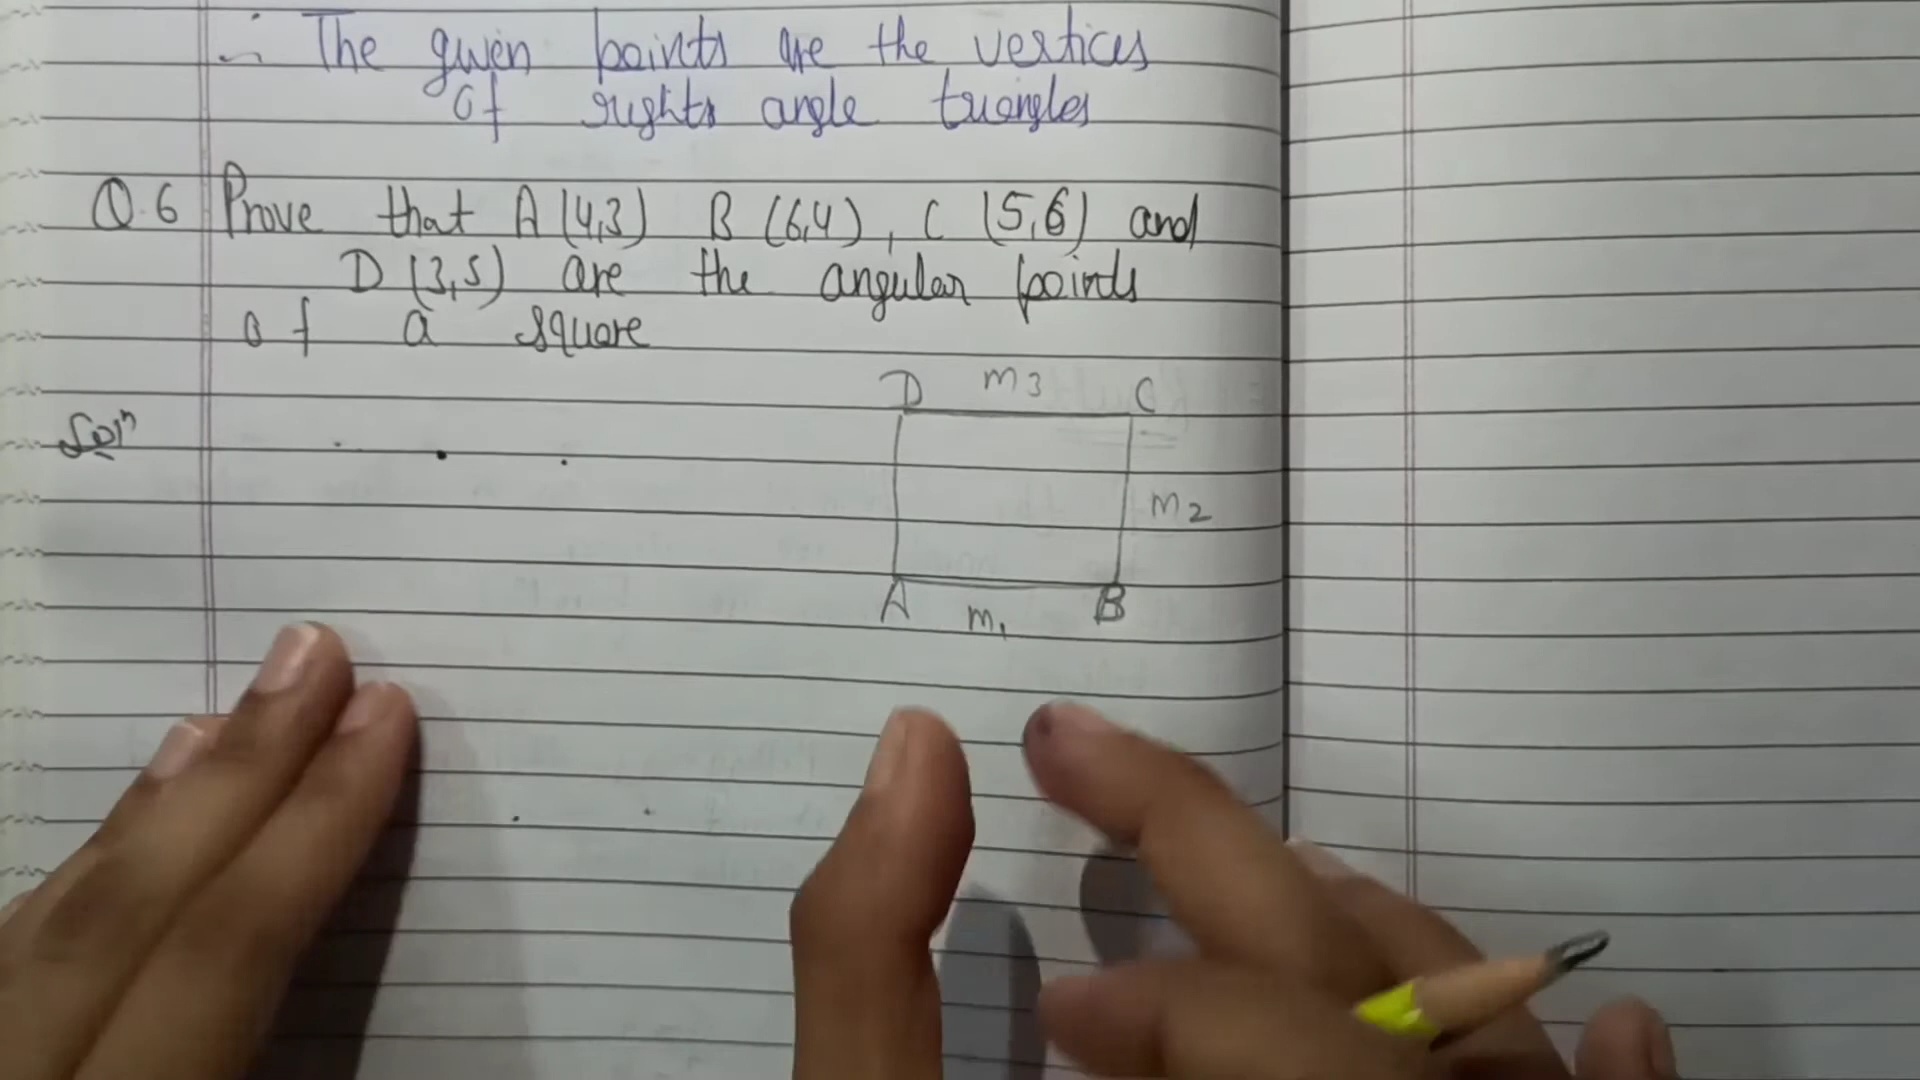 ∴ The given points are the vertices
of rights angle triangles
Q.6 Prove that A (4,3) B (6,4), C (5,6) and
D (3,5) are the angular points
of a square
D m3 C
Solⁿ
m2
A B
m1